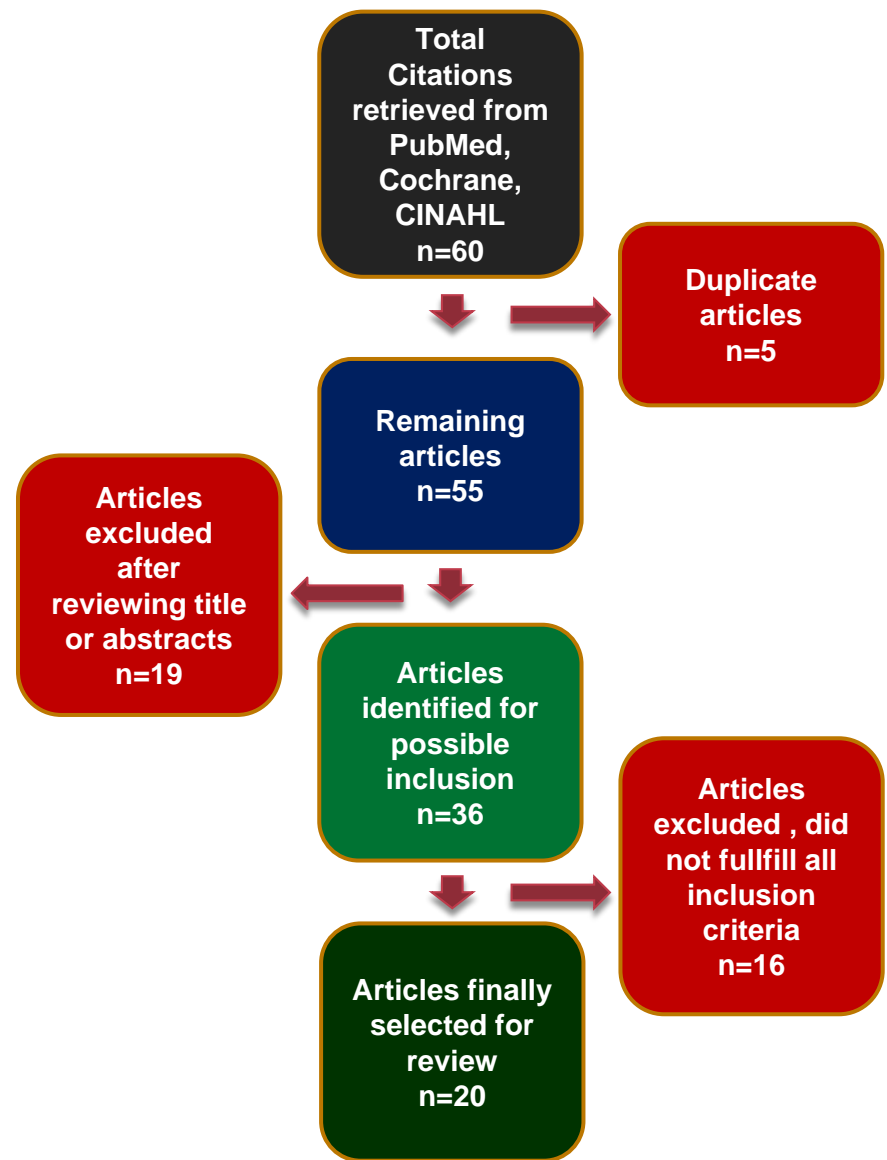 Total
Citations
retrieved from
PubMed,
Cochrane,
CINAHL
n=60
Duplicate
articles
n=5
Remaining
articles
n=55
Articles
excluded
after
reviewing title
or abstracts
n=19
Articles
identified for
possible
inclusion
n=36
Articles
excluded , did
not fullfill all
inclusion
criteria
n=16
Articles finally
selected for
review
n=20